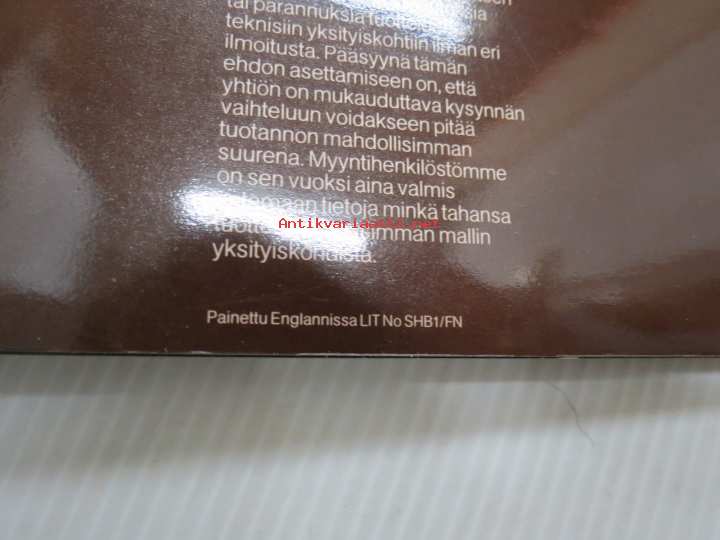 tai parannuksia
teknisiin yksityiskohtiin ilman eri
ilmoitusta. Pääsyynä tämän
ehdon asettamiseen on, että
yhtiön on mukauduttava kysynnän
vaihteluun voidakseen pitää
tuotannon mahdollisimman
suurena. Myyntihenkilöstömme
on sen vuoksi aina valmis
tietoja minkä tahansa
Antikvariaatti.net
mallin
yksityiskohdista.
Painettu Englannissa LIT No SHB1/FN